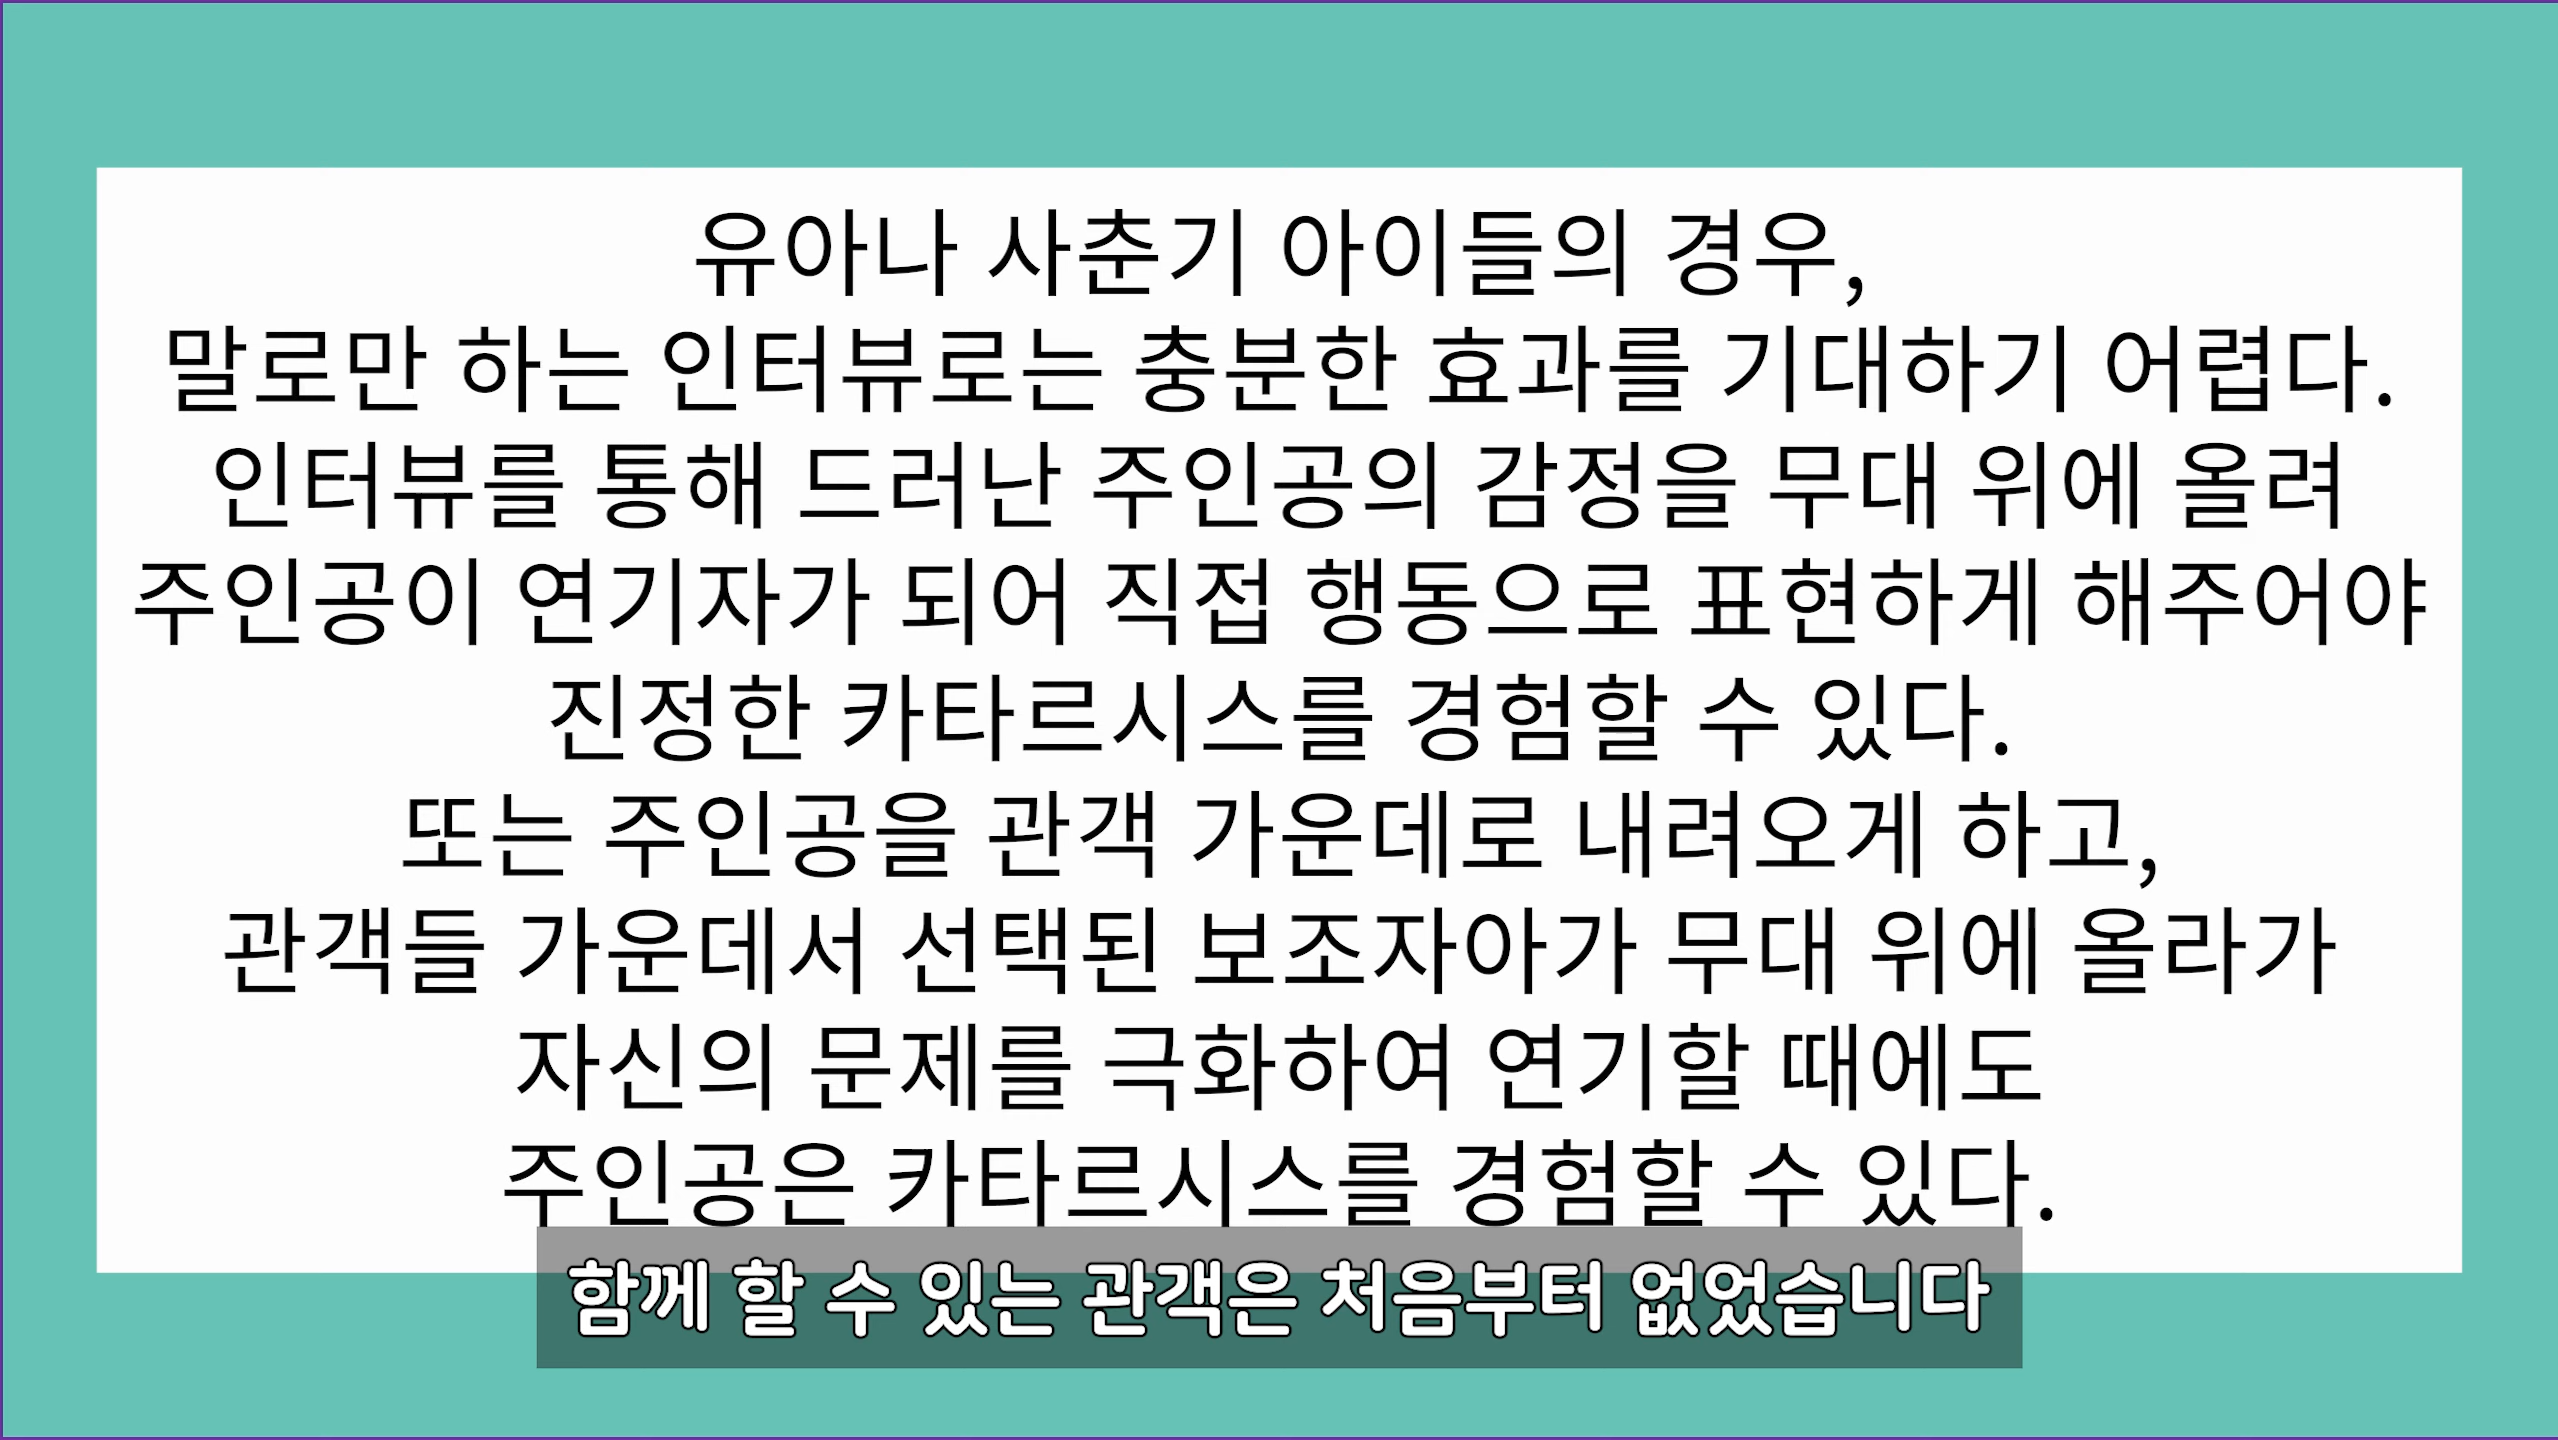 유아나 사춘기 아이들의 경우,
말로만 하는 인터뷰로는 충분한 효과를 기대하기 어렵다.
인터뷰를 통해 드러난 주인공의 감정을 무대 위에 올려
주인공이 연기자가 되어 직접 행동으로 표현하게 해주어야
진정한 카타르시스를 경험할 수 있다.
또는 주인공을 관객 가운데로 내려오게 하고,
관객들 가운데서 선택된 보조자아가 무대 위에 올라가
자신의 문제를 극화하여 연기할 때에도
주인공은 카타르시스를 경험할 수 있다.
함께 할 수 있는 관객은 처음부터 없었습니다